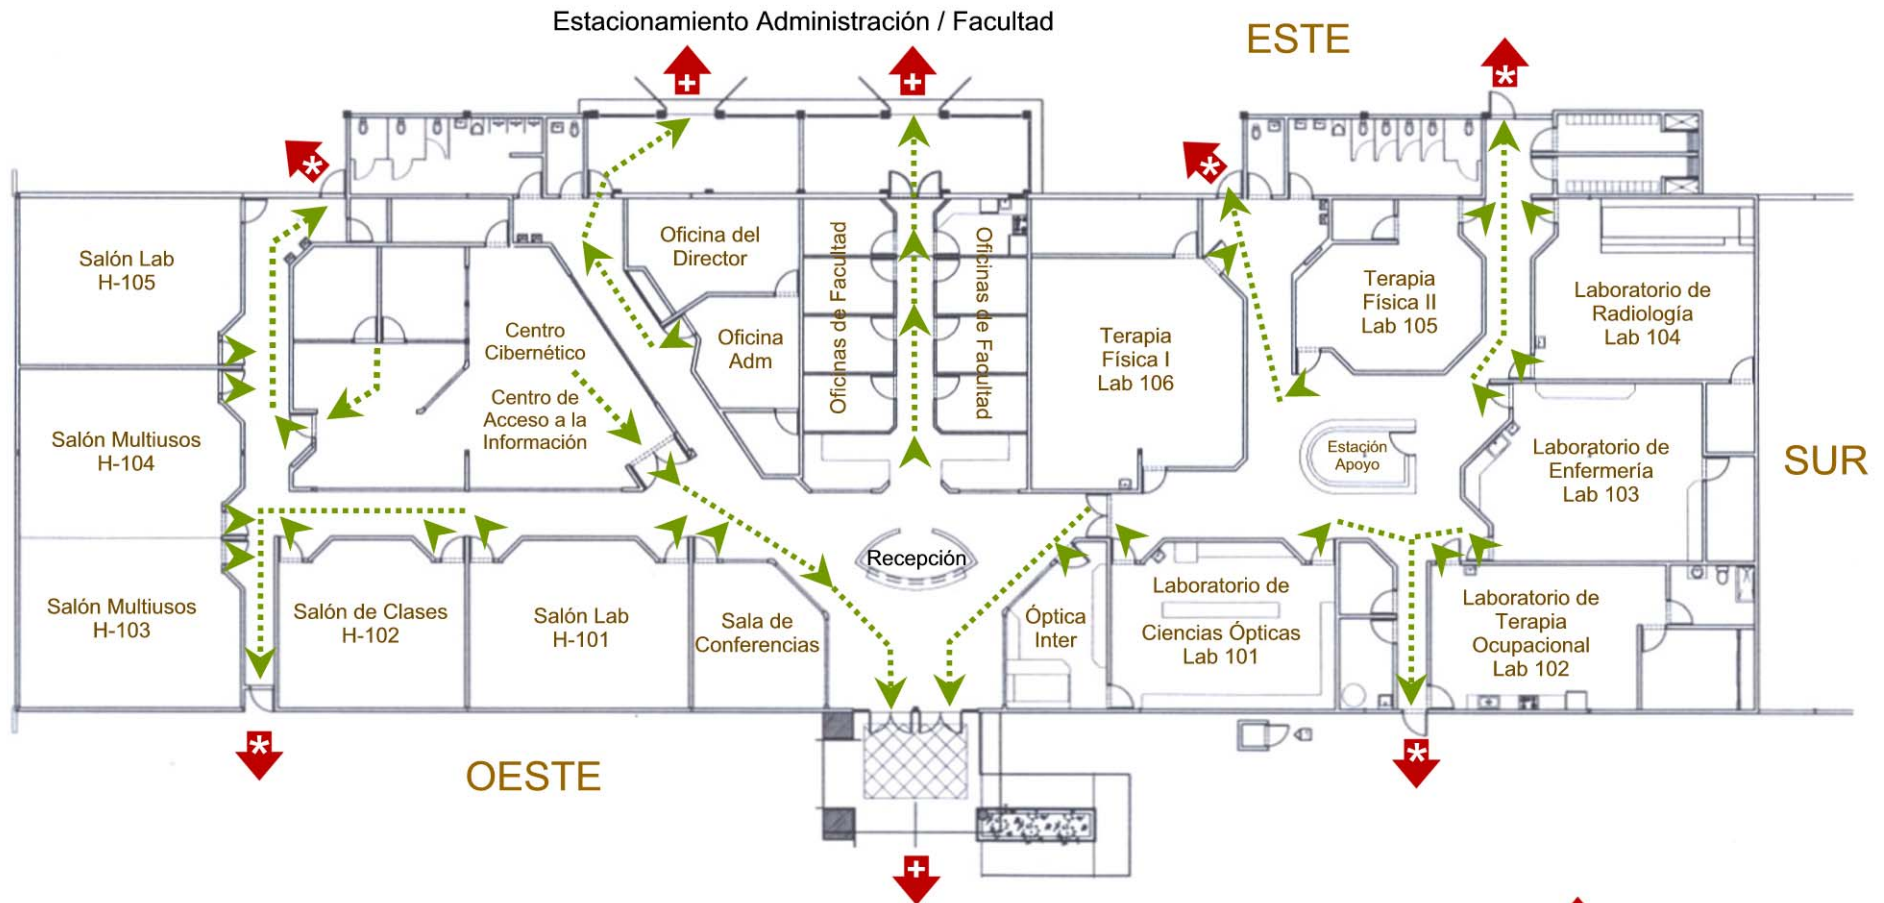 Estacionamiento Administración / Facultad
ESTE
Salón Lab
H-105
Oficina del
Director
Oficinas de Facultad
Oficinas de Facultad
Terapia
Física II
Lab 105
Laboratorio de
Radiología
Lab 104
Centro
Cibernético
Oficina
Adm
Terapia
Física I
Lab 106
Centro de
Acceso a la
Información
Salón Multiusos
H-104
Estación
Apoyo
Laboratorio de
Enfermería
Lab 103
SUR
Recepción
Salón Multiusos
H-103
Salón de Clases
H-102
Salón Lab
H-101
Sala de
Conferencias
Óptica
Inter
Laboratorio de
Ciencias Ópticas
Lab 101
Laboratorio de
Terapia
Ocupacional
Lab 102
OESTE